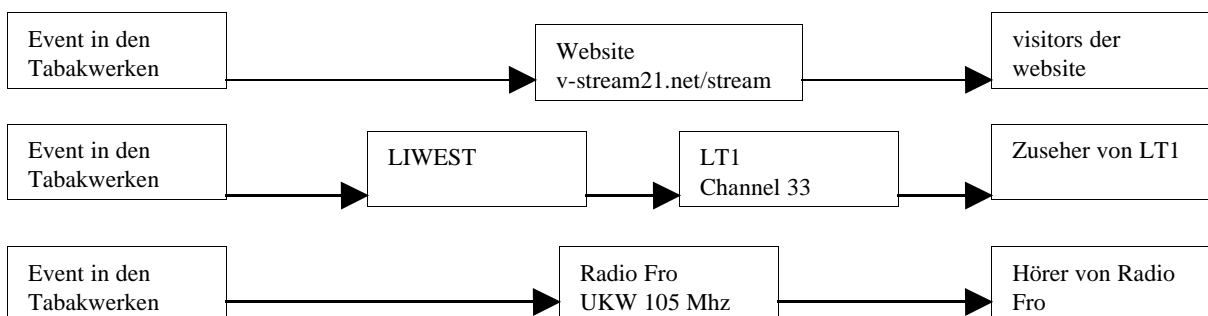 Event in den
Tabakwerken
Website
v-stream21.net/stream
visitors der
website
Event in den
Tabakwerken
LIWEST
LT1
Channel 33
Zuseher von LT1
Event in den
Tabakwerken
Radio Fro
UKW 105 Mhz
Hörer von Radio
Fro